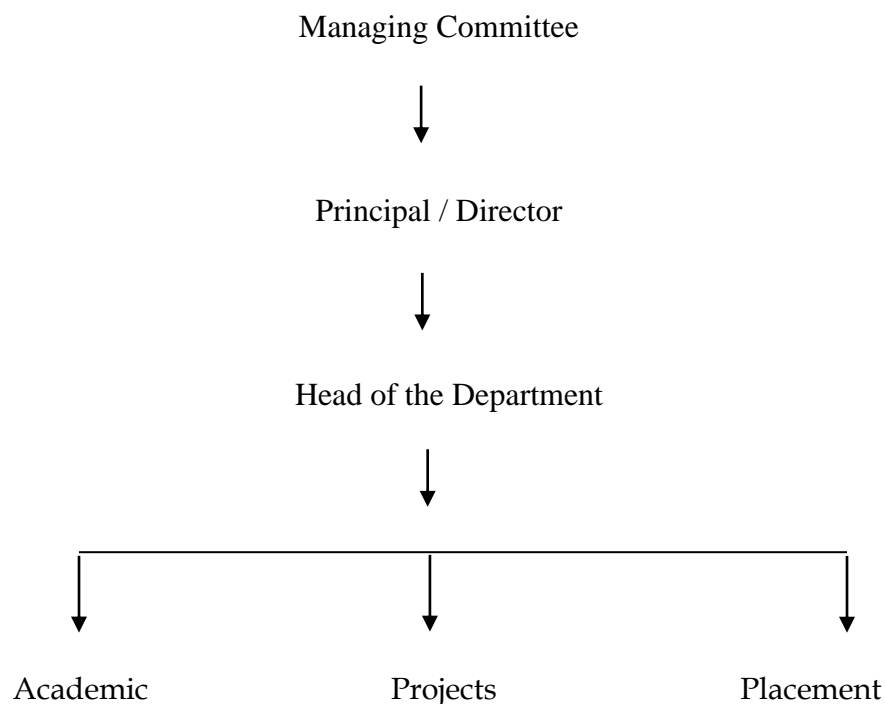 Managing Committee
Principal / Director
Head of the Department
Academic
Projects
Placement